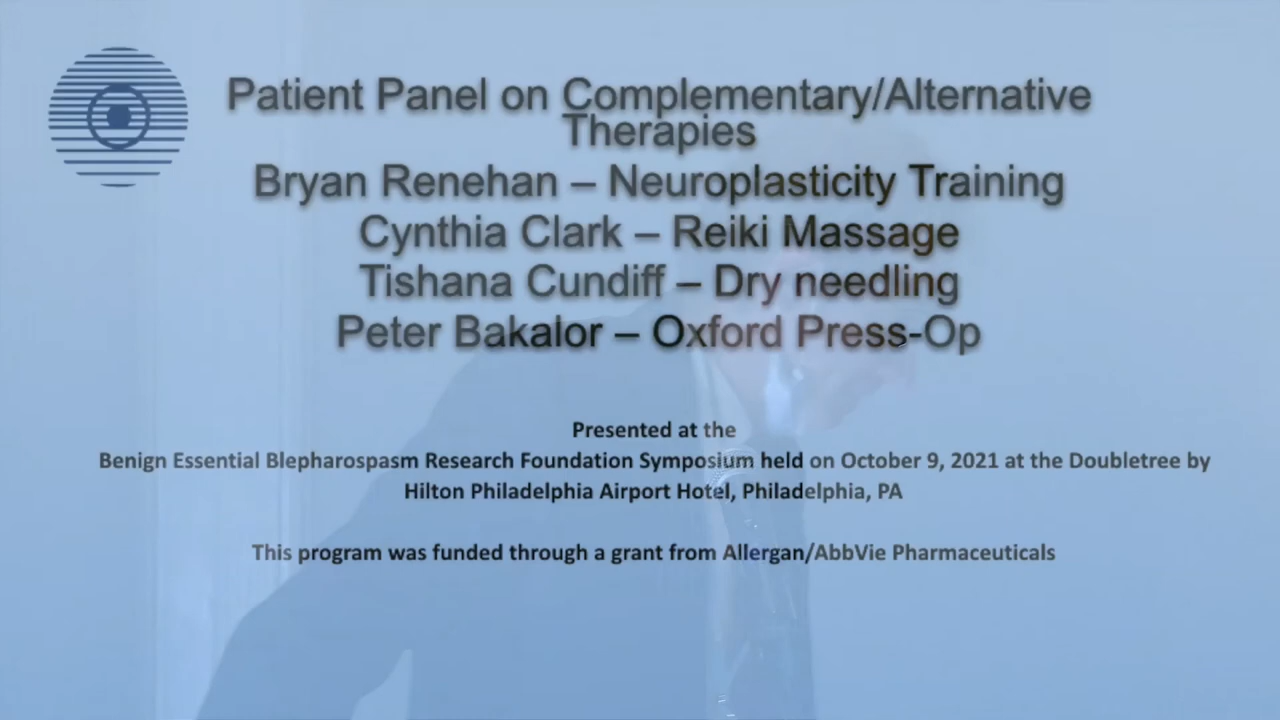 Patient Panel on Complementary/Alternative
Therapies
Bryan Renehan – Neuroplasticity Training
Cynthia Clark – Reiki Massage
Tishana Cundiff – Dry needling
Peter Bakalor – Oxford Press-Op
Presented at the
Benign Essential Blepharospasm Research Foundation Symposium held on October 9, 2021 at the Doubletree by
Hilton Philadelphia Airport Hotel, Philadelphia, PA
This program was funded through a grant from Allergan/AbbVie Pharmaceuticals